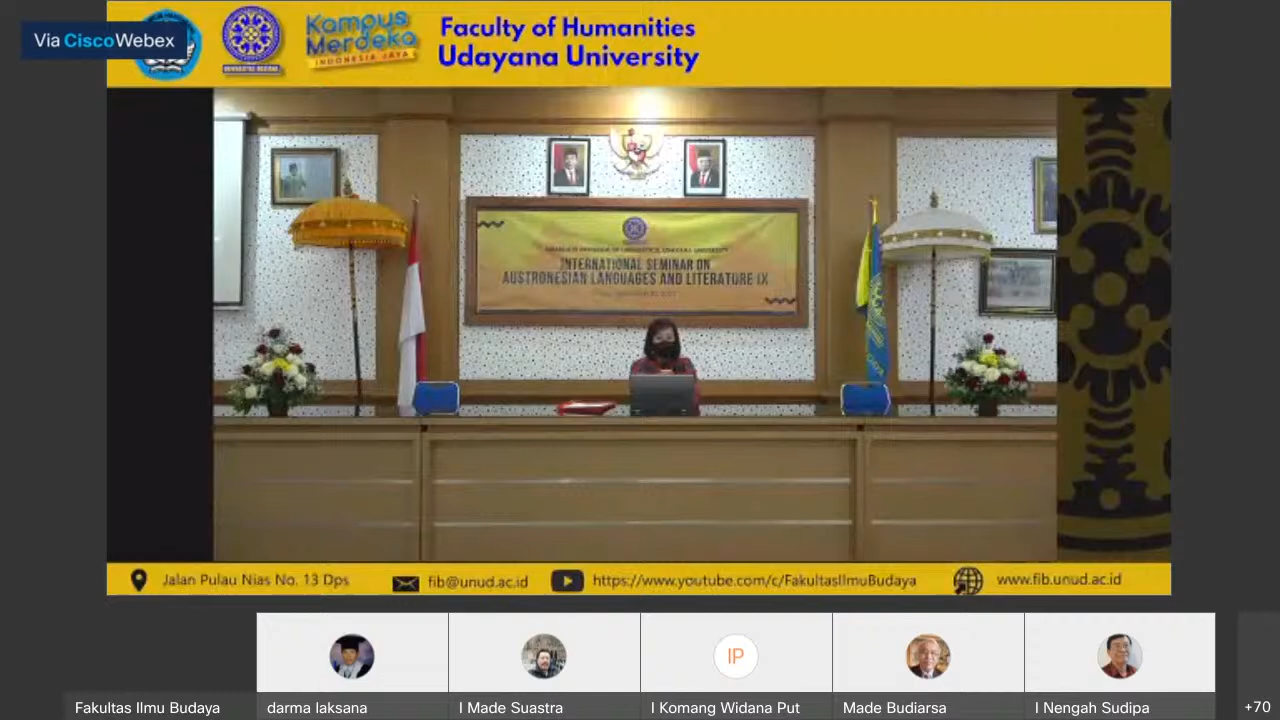 Via Cisco Webex
Kampus
Merdeka
INDONESIA JAYA
Faculty of Humanities
Udayana University
INTERNATIONAL SEMINAR ON
AUSTRONESIAN LANGUAGES AND LITERATURE IX
Jalan Pulau Nias No. 13 Dps
fib@unud.ac.id
https://www.youtube.com/c/FakultasIlmuBudaya
www.fib.unud.ac.id
IP
Fakultas Ilmu Budaya
darma laksana
I Made Suastra
I Komang Widana Put
Made Budiarsa
I Nengah Sudipa
+70